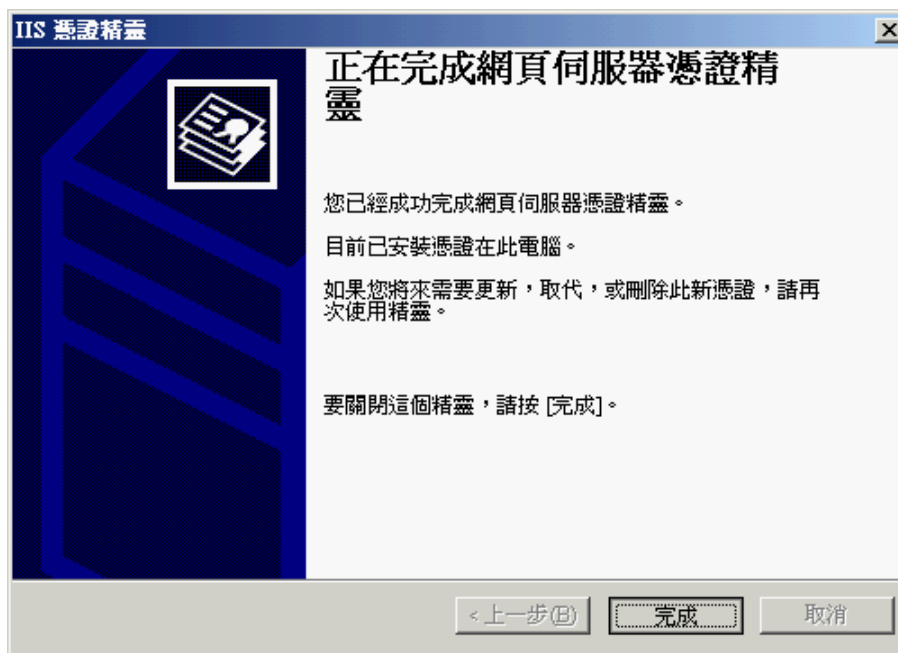 IIS 憑證精靈
正在完成網頁伺服器憑證精
靈
您已經成功完成網頁伺服器憑證精靈。
目前已安裝憑證在此電腦。
如果您將來需要更新，取代，或刪除此新憑證，請再
次使用精靈。
要關閉這個精靈，請按 [完成]。
< 上一步(B)
完成
取消